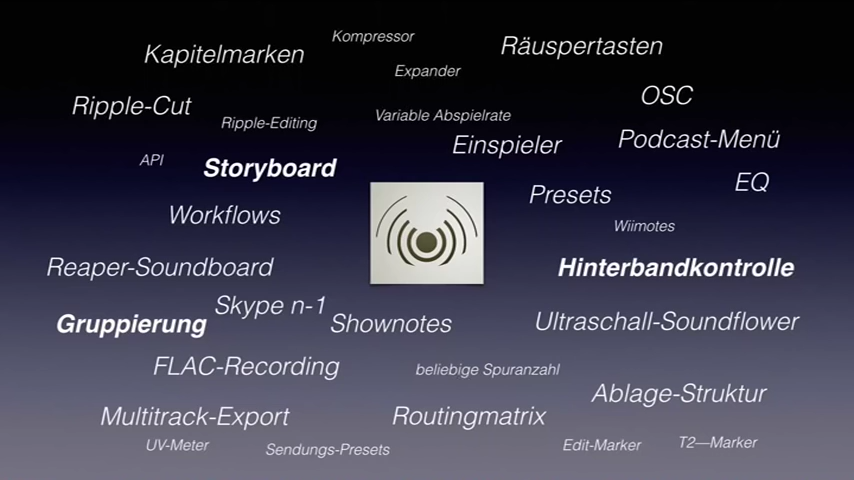 Kompressor
Kapitelmarken
Räuspertasten
Expander
OSC
Ripple-Cut
Ripple-Editing
Variable Abspielrate
Einspieler
Podcast-Menü
API
Storyboard
EQ
Presets
Workflows
Wiimotes
Reaper-Soundboard
Hinterbandkontrolle
Skype n-1
Gruppierung
Shownotes
Ultraschall-Soundflower
FLAC-Recording
beliebige Spuranzahl
Ablage-Struktur
Multitrack-Export
Routingmatrix
UV-Meter
Sendungs-Presets
Edit-Marker
T2—Marker